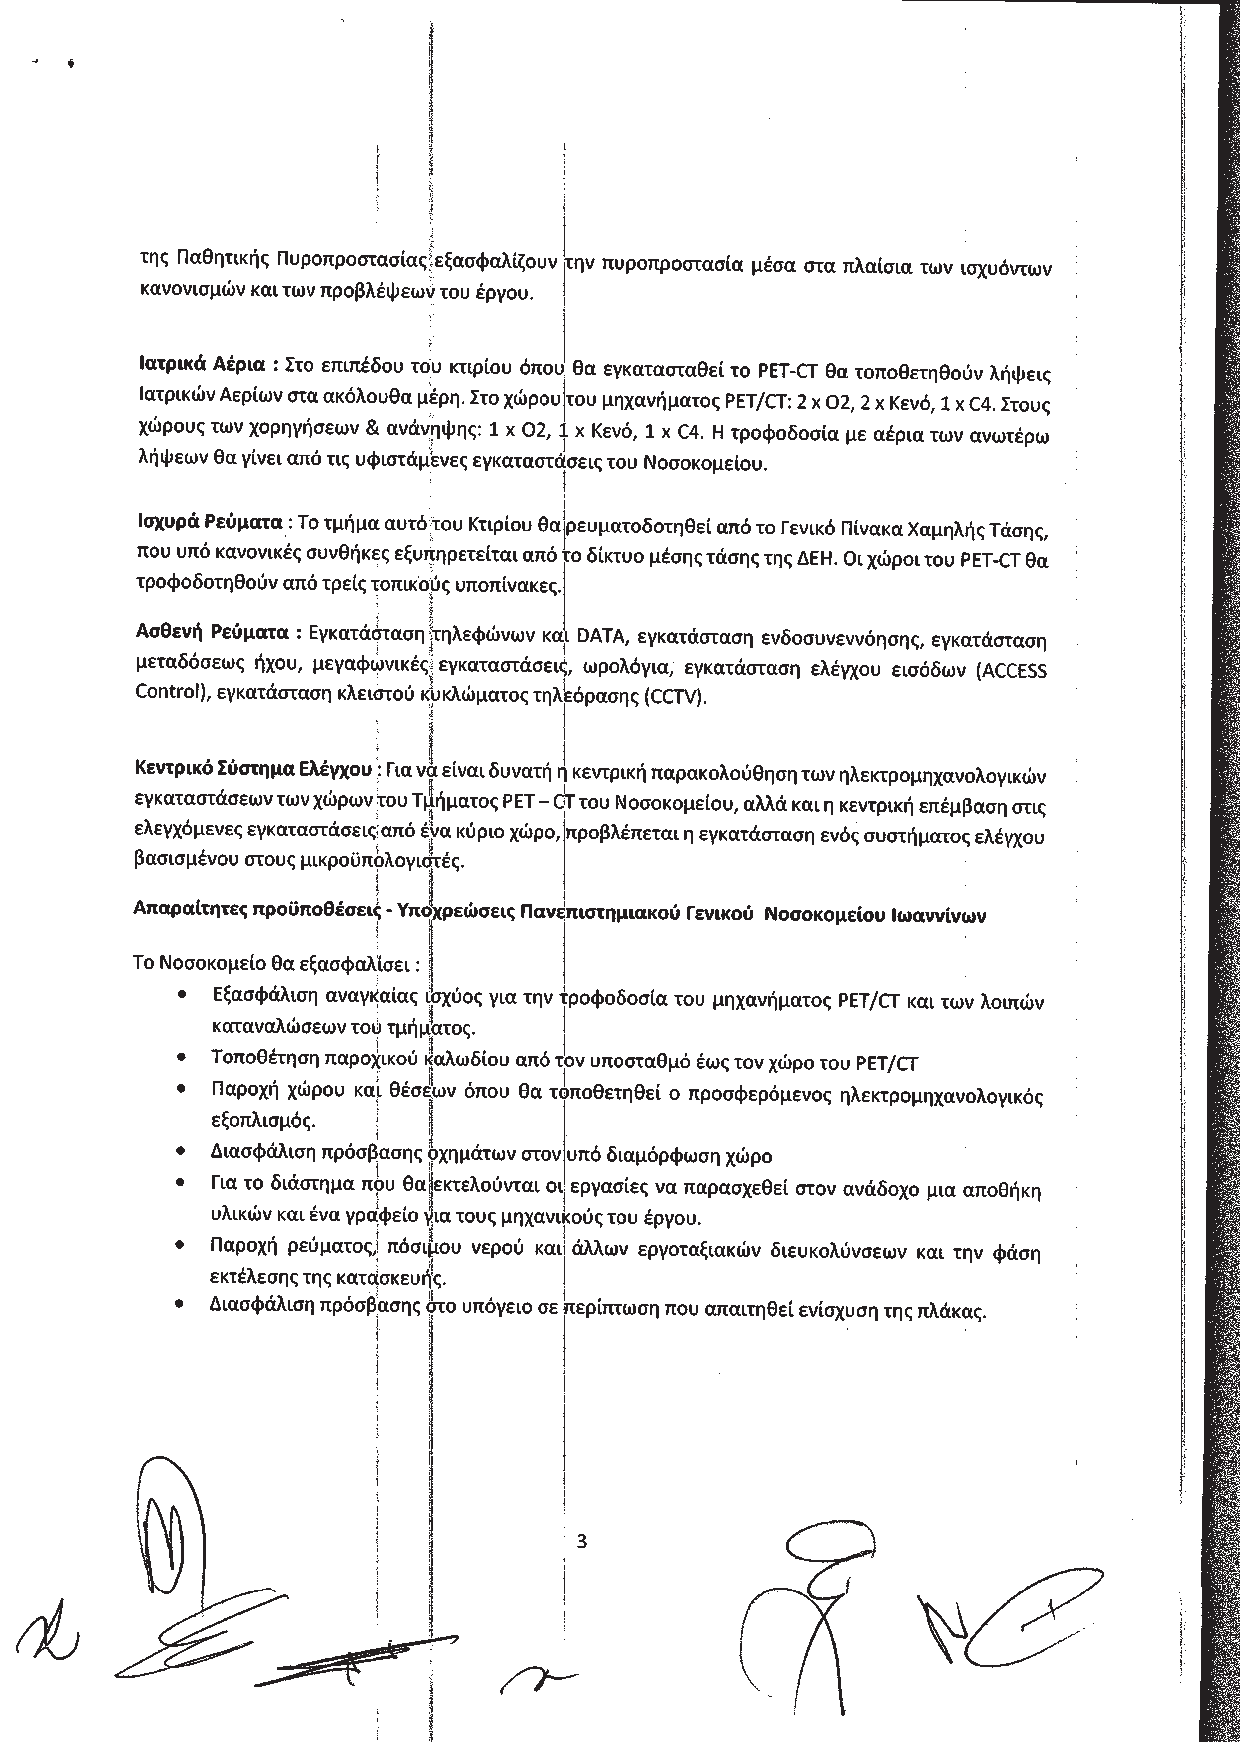 της Παθητικής Πυροπροστασίας εξασφαλίζουν την πυροπροστασία μέσα στα πλαίσια των ισχυόντων
κανονισμών και των προβλέψεων του έργου.
Ιατρικά Αέρια : Στο επιπέδου του κτιρίου όπου θα εγκατασταθεί το PET-CT θα τοποθετηθούν λήψεις
Ιατρικών Αερίων στα ακόλουθα μέρη. Στο χώρου του μηχανήματος PET/CT: 2 x O2, 2 x Κενό, 1 x C4. Στους
χώρους των χορηγήσεων & ανάνηψης: 1 x O2, 1 x Κενό, 1 x C4. Η τροφοδοσία με αέρια των ανωτέρω
λήψεων θα γίνει από τις υφιστάμενες εγκαταστάσεις του Νοσοκομείου.
Ισχυρά Ρεύματα : Το τμήμα αυτό του Κτιρίου θα ρευματοδοτηθεί από το Γενικό Πίνακα Χαμηλής Τάσης,
που υπό κανονικές συνθήκες εξυπηρετείται από το δίκτυο μέσης τάσης της ΔΕΗ. Οι χώροι του PET-CT θα
τροφοδοτηθούν από τρείς τοπικούς υποπίνακες.
Ασθενή Ρεύματα : Εγκατάσταση τηλεφώνων και DATA, εγκατάσταση ενδοσυνεννόησης, εγκατάσταση
μεταδόσεως ήχου, μεγαφωνικές εγκαταστάσεις, ωρολόγια, εγκατάσταση ελέγχου εισόδων (ACCESS
Control), εγκατάσταση κλειστού κυκλώματος τηλεόρασης (CCTV).
Κεντρικό Σύστημα Ελέγχου : Για να είναι δυνατή η κεντρική παρακολούθηση των ηλεκτρομηχανολογικών
εγκαταστάσεων των χώρων του Τμήματος PET – CT του Νοσοκομείου, αλλά και η κεντρική επέμβαση στις
ελεγχόμενες εγκαταστάσεις από ένα κύριο χώρο, προβλέπεται η εγκατάσταση ενός συστήματος ελέγχου
βασισμένου στους μικροϋπολογιστές.
Απαραίτητες προϋποθέσεις - Υποχρεώσεις Πανεπιστημιακού Γενικού Νοσοκομείου Ιωαννίνων
Το Νοσοκομείο θα εξασφαλίσει :
• Εξασφάλιση αναγκαίας ισχύος για την τροφοδοσία του μηχανήματος PET/CT και των λοιπών
καταναλώσεων του τμήματος.
• Τοποθέτηση παροχικού καλωδίου από τον υποσταθμό έως τον χώρο του PET/CT
• Παροχή χώρου και θέσεων όπου θα τοποθετηθεί ο προσφερόμενος ηλεκτρομηχανολογικός
εξοπλισμός.
• Διασφάλιση πρόσβασης οχημάτων στον υπό διαμόρφωση χώρο
• Για το διάστημα που θα εκτελούνται οι εργασίες να παρασχεθεί στον ανάδοχο μια αποθήκη
υλικών και ένα γραφείο για τους μηχανικούς του έργου.
• Παροχή ρεύματος, πόσιμου νερού και άλλων εργοταξιακών διευκολύνσεων και την φάση
εκτέλεσης της κατασκευής.
• Διασφάλιση πρόσβασης στο υπόγειο σε περίπτωση που απαιτηθεί ενίσχυση της πλάκας.
3